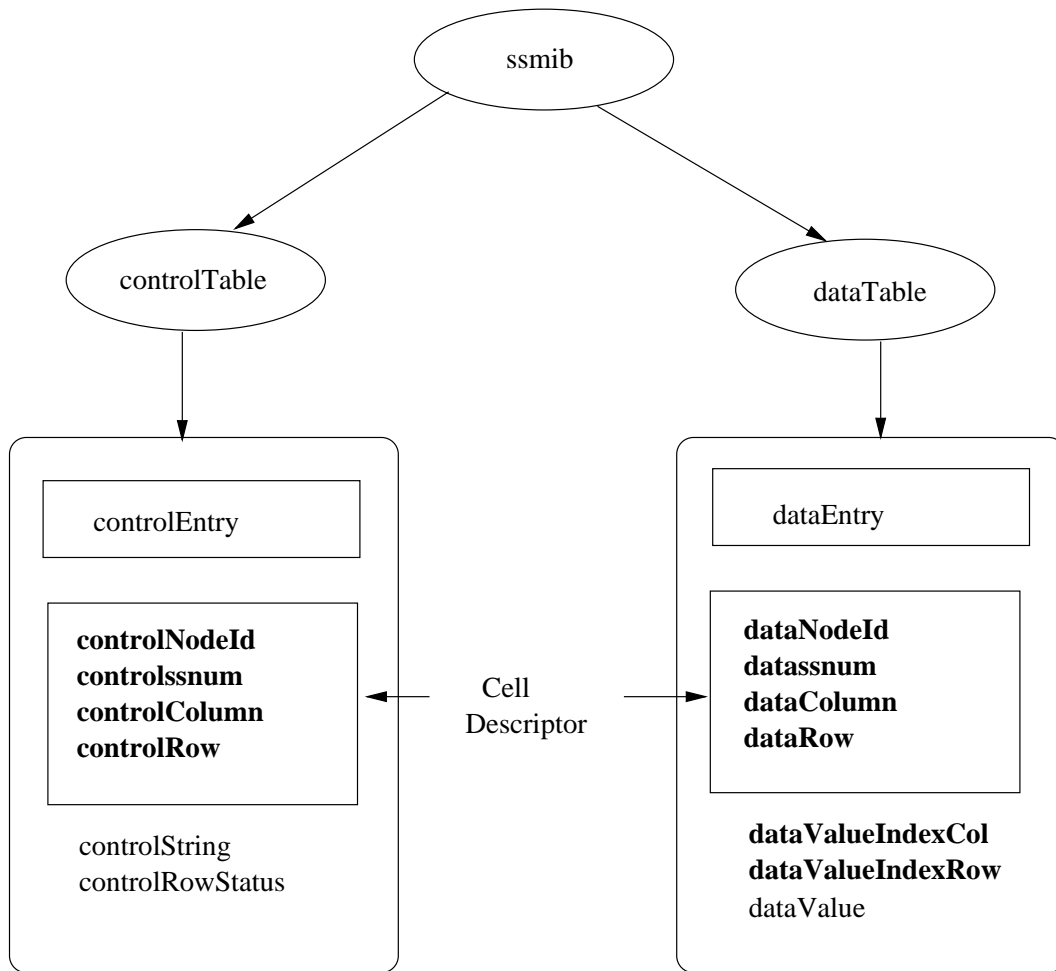 ssmib
controlTable
dataTable
controlEntry
controlNodeId
controlssnum
controlColumn
controlRow
controlString
controlRowStatus
Cell
Descriptor
dataEntry
dataNodeId
datassnum
dataColumn
dataRow
dataValueIndexCol
dataValueIndexRow
dataValue